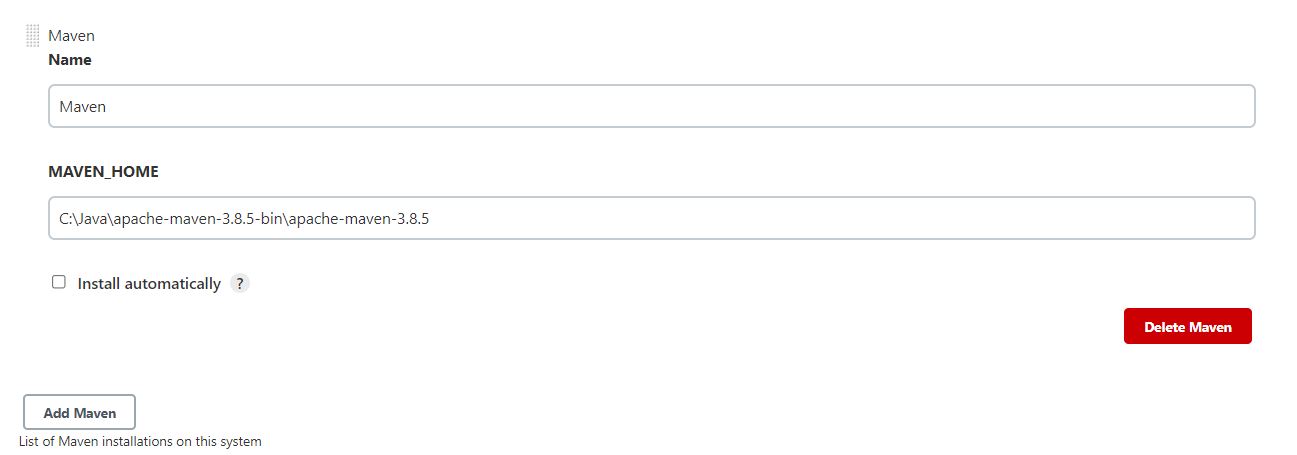 Maven
Name
Maven
MAVEN_HOME
C:\Java\apache-maven-3.8.5-bin\apache-maven-3.8.5
Install automatically ?
Delete Maven
Add Maven
List of Maven installations on this system